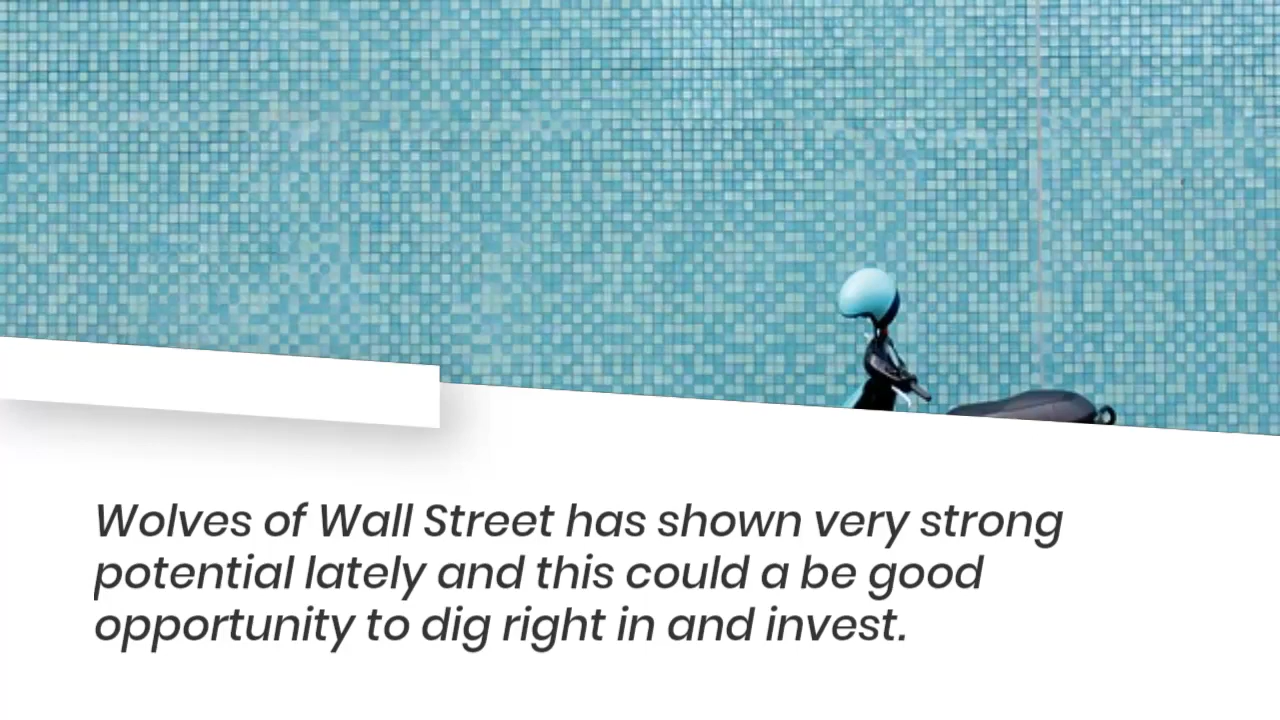 Wolves of Wall Street has shown very strong
potential lately and this could a be good
opportunity to dig right in and invest.